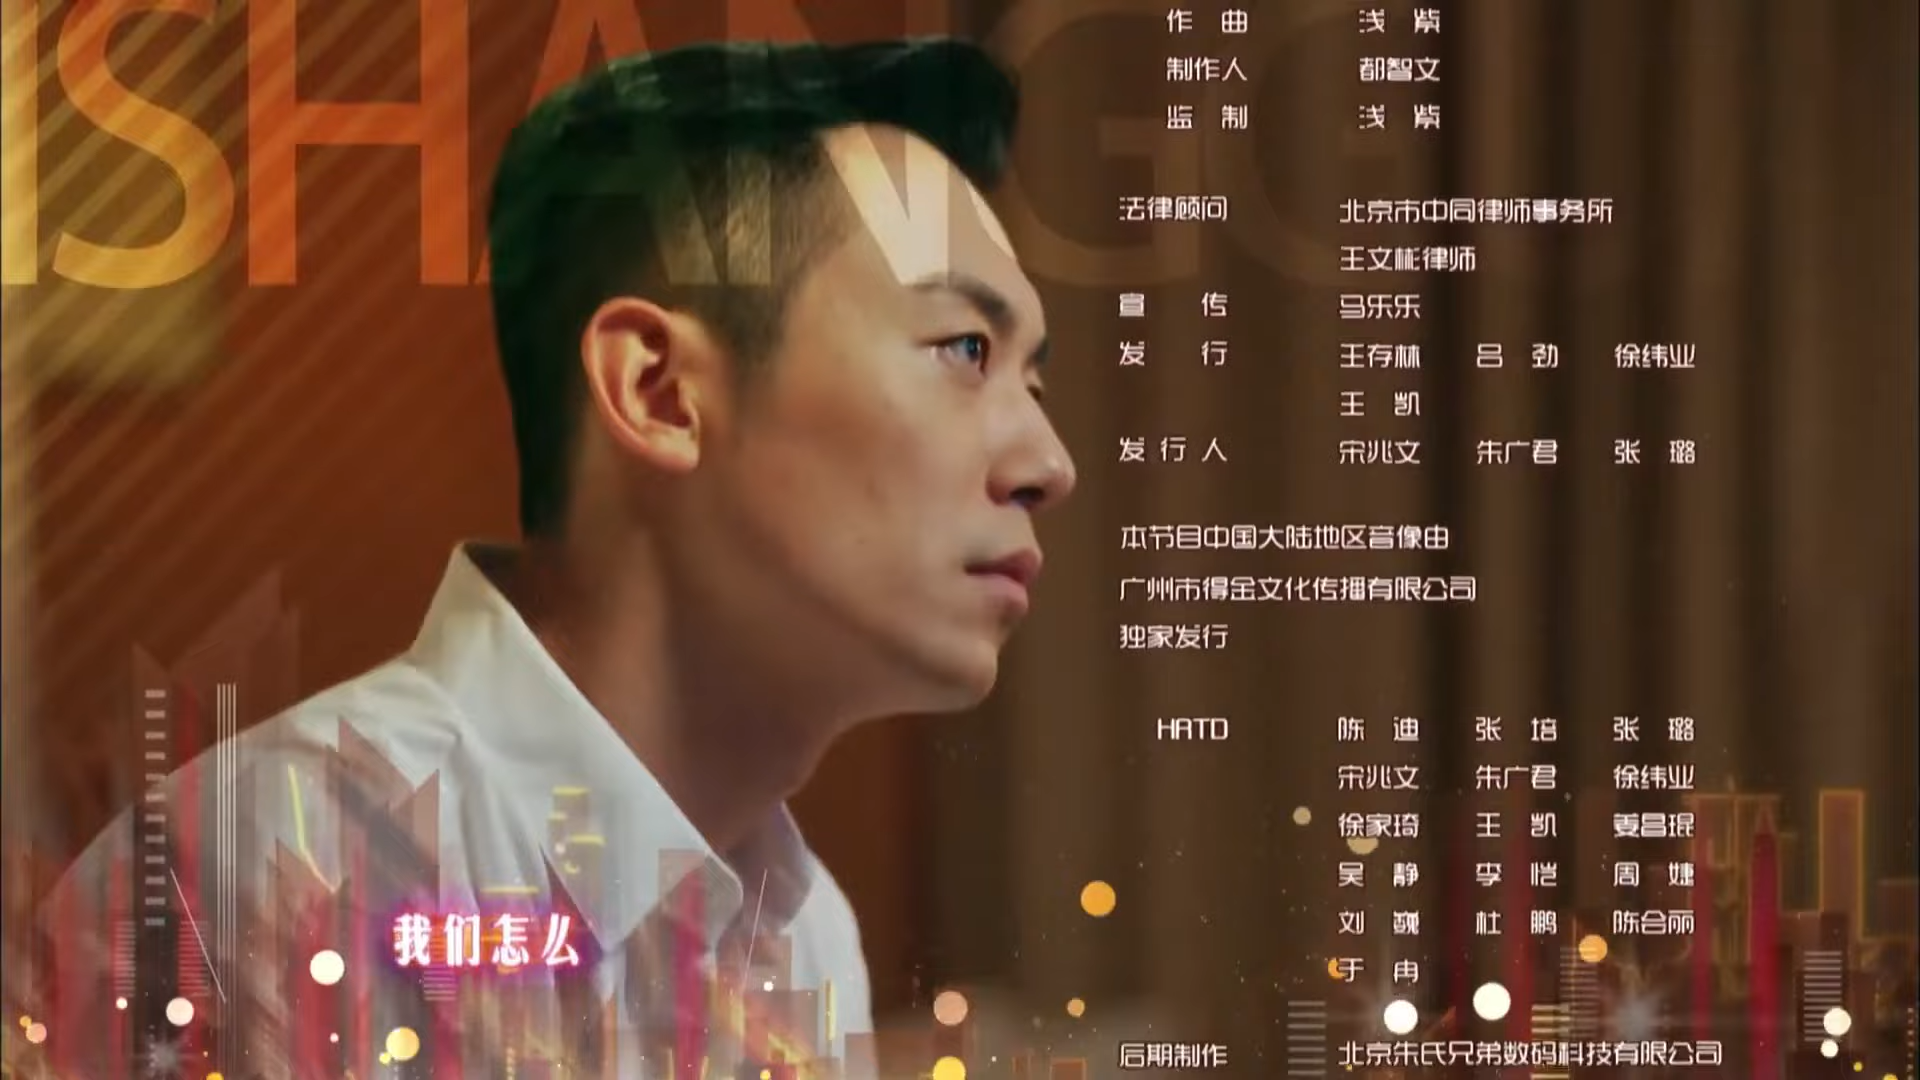 ISHANGG
作 曲 浅 紫
制作人 都智文
监 制 浅 紫
法律顾问 北京市中同律师事务所
王文彬律师
宣 传 马乐乐
发 行 王存林 吕 劲 徐纬业
王 凯
发 行 人 宋兆文 朱广君 张 璐
本节目中国大陆地区音像由
广州市得金文化传播有限公司
独家发行
HATD 陈 迪 张 培 张 璐
宋兆文 朱广君 徐纬业
徐家琦 王 凯 姜昌琨
吴 静 李 恺 周 婕
刘 巍 杜 鹏 陈合丽
于 冉
我们怎么
后期制作 北京朱氏兄弟数码科技有限公司